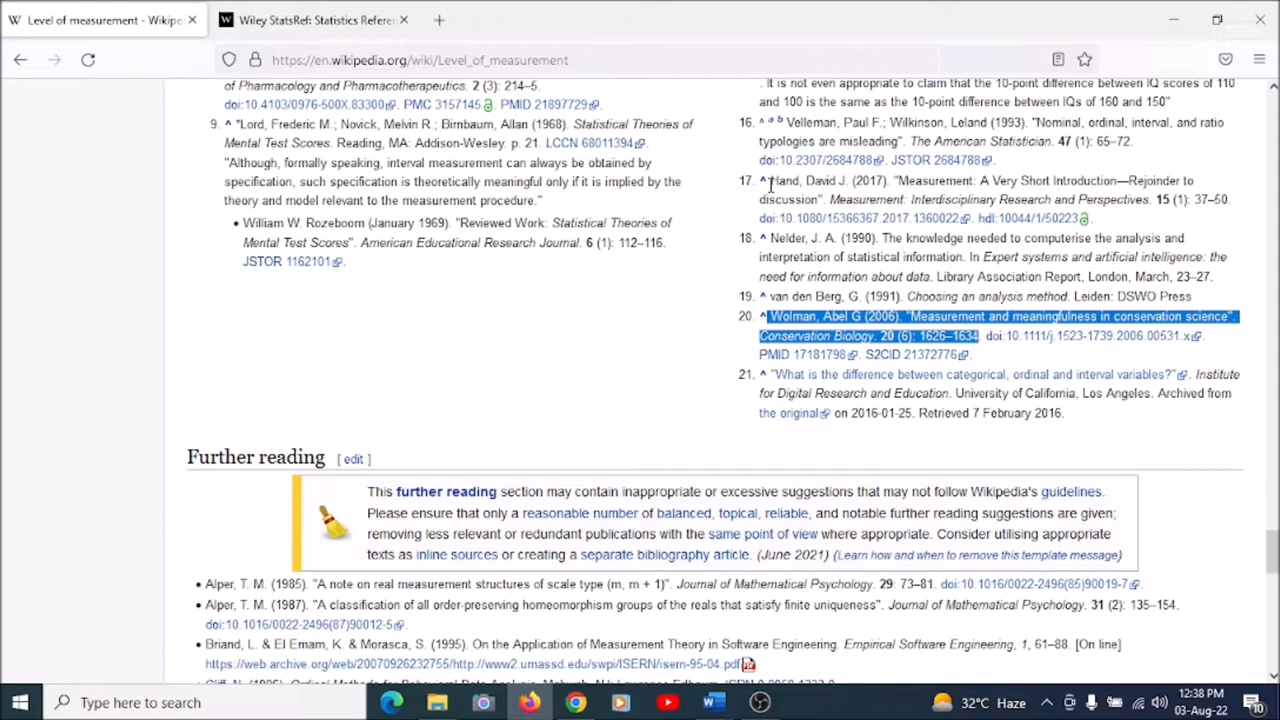 Level of measurement - Wikipe
Wiley StatsRef: Statistics Referen
https://en.wikipedia.org/wiki/Level_of_measurement
of Pharmacology and Pharmacotherapeutics. 2 (3): 214–5.
doi:10.4103/0976-500X.83300. PMC 3157145. PMID 21897729.
9. ^ "Lord, Frederic M.; Novick, Melvin R.; Birnbaum, Allan (1968). Statistical Theories of
Mental Test Scores. Reading, MA: Addison-Wesley. p. 21. LCCN 68011394.
"Although, formally speaking, interval measurement can always be obtained by
specification, such specification is theoretically meaningful only if it is implied by the
theory and model relevant to the measurement procedure."
• William W. Rozeboom (January 1969). "Reviewed Work: Statistical Theories of
Mental Test Scores". American Educational Research Journal. 6 (1): 112–116.
JSTOR 1162101.
. It is not even appropriate to claim that the 10-point difference between IQ scores of 110
and 100 is the same as the 10-point difference between IQs of 160 and 150"
16. ^ a b Velleman, Paul F.; Wilkinson, Leland (1993). "Nominal, ordinal, interval, and ratio
typologies are misleading". The American Statistician. 47 (1): 65–72.
doi:10.2307/2684788. JSTOR 2684788.
17. ^ Hand, David J. (2017). "Measurement: A Very Short Introduction—Rejoinder to
discussion". Measurement: Interdisciplinary Research and Perspectives. 15 (1): 37–50.
doi:10.1080/15366367.2017.1360022. hdl:10044/1/50223.
18. ^ Nelder, J. A. (1990). The knowledge needed to computerise the analysis and
interpretation of statistical information. In Expert systems and artificial intelligence: the
need for information about data. Library Association Report, London, March, 23–27.
19. ^ van den Berg, G. (1991). Choosing an analysis method. Leiden: DSWO Press
20. ^ Wolman, Abel G (2006). "Measurement and meaningfulness in conservation science".
Conservation Biology. 20 (6): 1626–1634. doi:10.1111/j.1523-1739.2006.00531.x.
PMID 17181798. S2CID 21372776.
21. ^ "What is the difference between categorical, ordinal and interval variables?". Institute
for Digital Research and Education. University of California, Los Angeles. Archived from
the original on 2016-01-25. Retrieved 7 February 2016.
Further reading [ edit ]
This further reading section may contain inappropriate or excessive suggestions that may not follow Wikipedia's guidelines.
Please ensure that only a reasonable number of balanced, topical, reliable, and notable further reading suggestions are given;
removing less relevant or redundant publications with the same point of view where appropriate. Consider utilising appropriate
texts as inline sources or creating a separate bibliography article. (June 2021) (Learn how and when to remove this template message)
• Alper, T. M. (1985). "A note on real measurement structures of scale type (m, m + 1)". Journal of Mathematical Psychology. 29: 73–81. doi:10.1016/0022-2496(85)90019-7.
• Alper, T. M. (1987). "A classification of all order-preserving homeomorphism groups of the reals that satisfy finite uniqueness". Journal of Mathematical Psychology. 31 (2): 135–154.
doi:10.1016/0022-2496(87)90012-5.
• Briand, L. & El Emam, K. & Morasca, S. (1995). On the Application of Measurement Theory in Software Engineering. Empirical Software Engineering, 1, 61–88. [On line]
https://web.archive.org/web/20070926232755/http://www2.umassd.edu/swpi/ISERN/isern-95-04.pdf
Type here to search
32°C Haze
12:38 PM
03-Aug-22
10